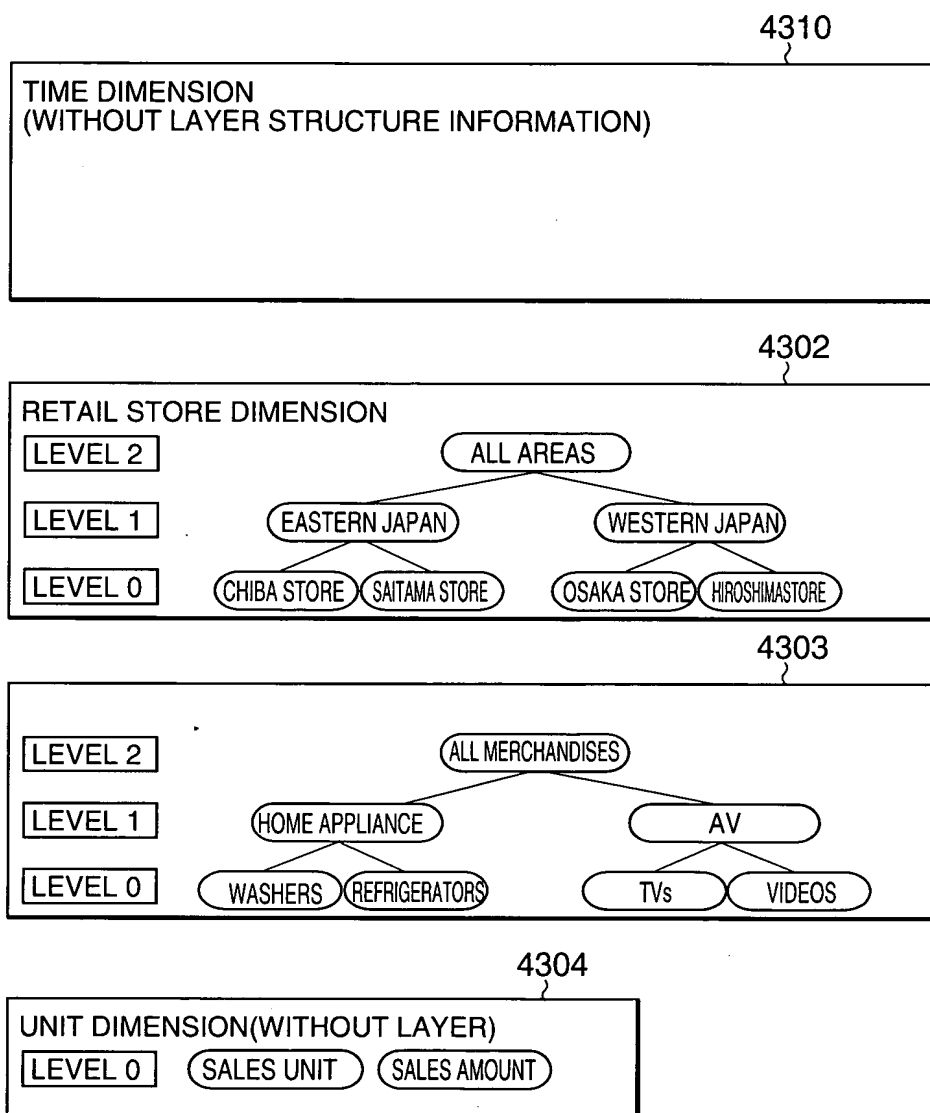 4310
TIME DIMENSION
(WITHOUT LAYER STRUCTURE INFORMATION)
4302
RETAIL STORE DIMENSION
LEVEL 2 ALL AREAS
LEVEL 1 EASTERN JAPAN WESTERN JAPAN
LEVEL 0 CHIBA STORE SAITAMA STORE OSAKA STORE HIROSHIMASTORE
4303
LEVEL 2 ALL MERCHANDISES
LEVEL 1 HOME APPLIANCE AV
LEVEL 0 WASHERS REFRIGERATORS TVs VIDEOS
4304
UNIT DIMENSION(WITHOUT LAYER)
LEVEL 0 SALES UNIT SALES AMOUNT